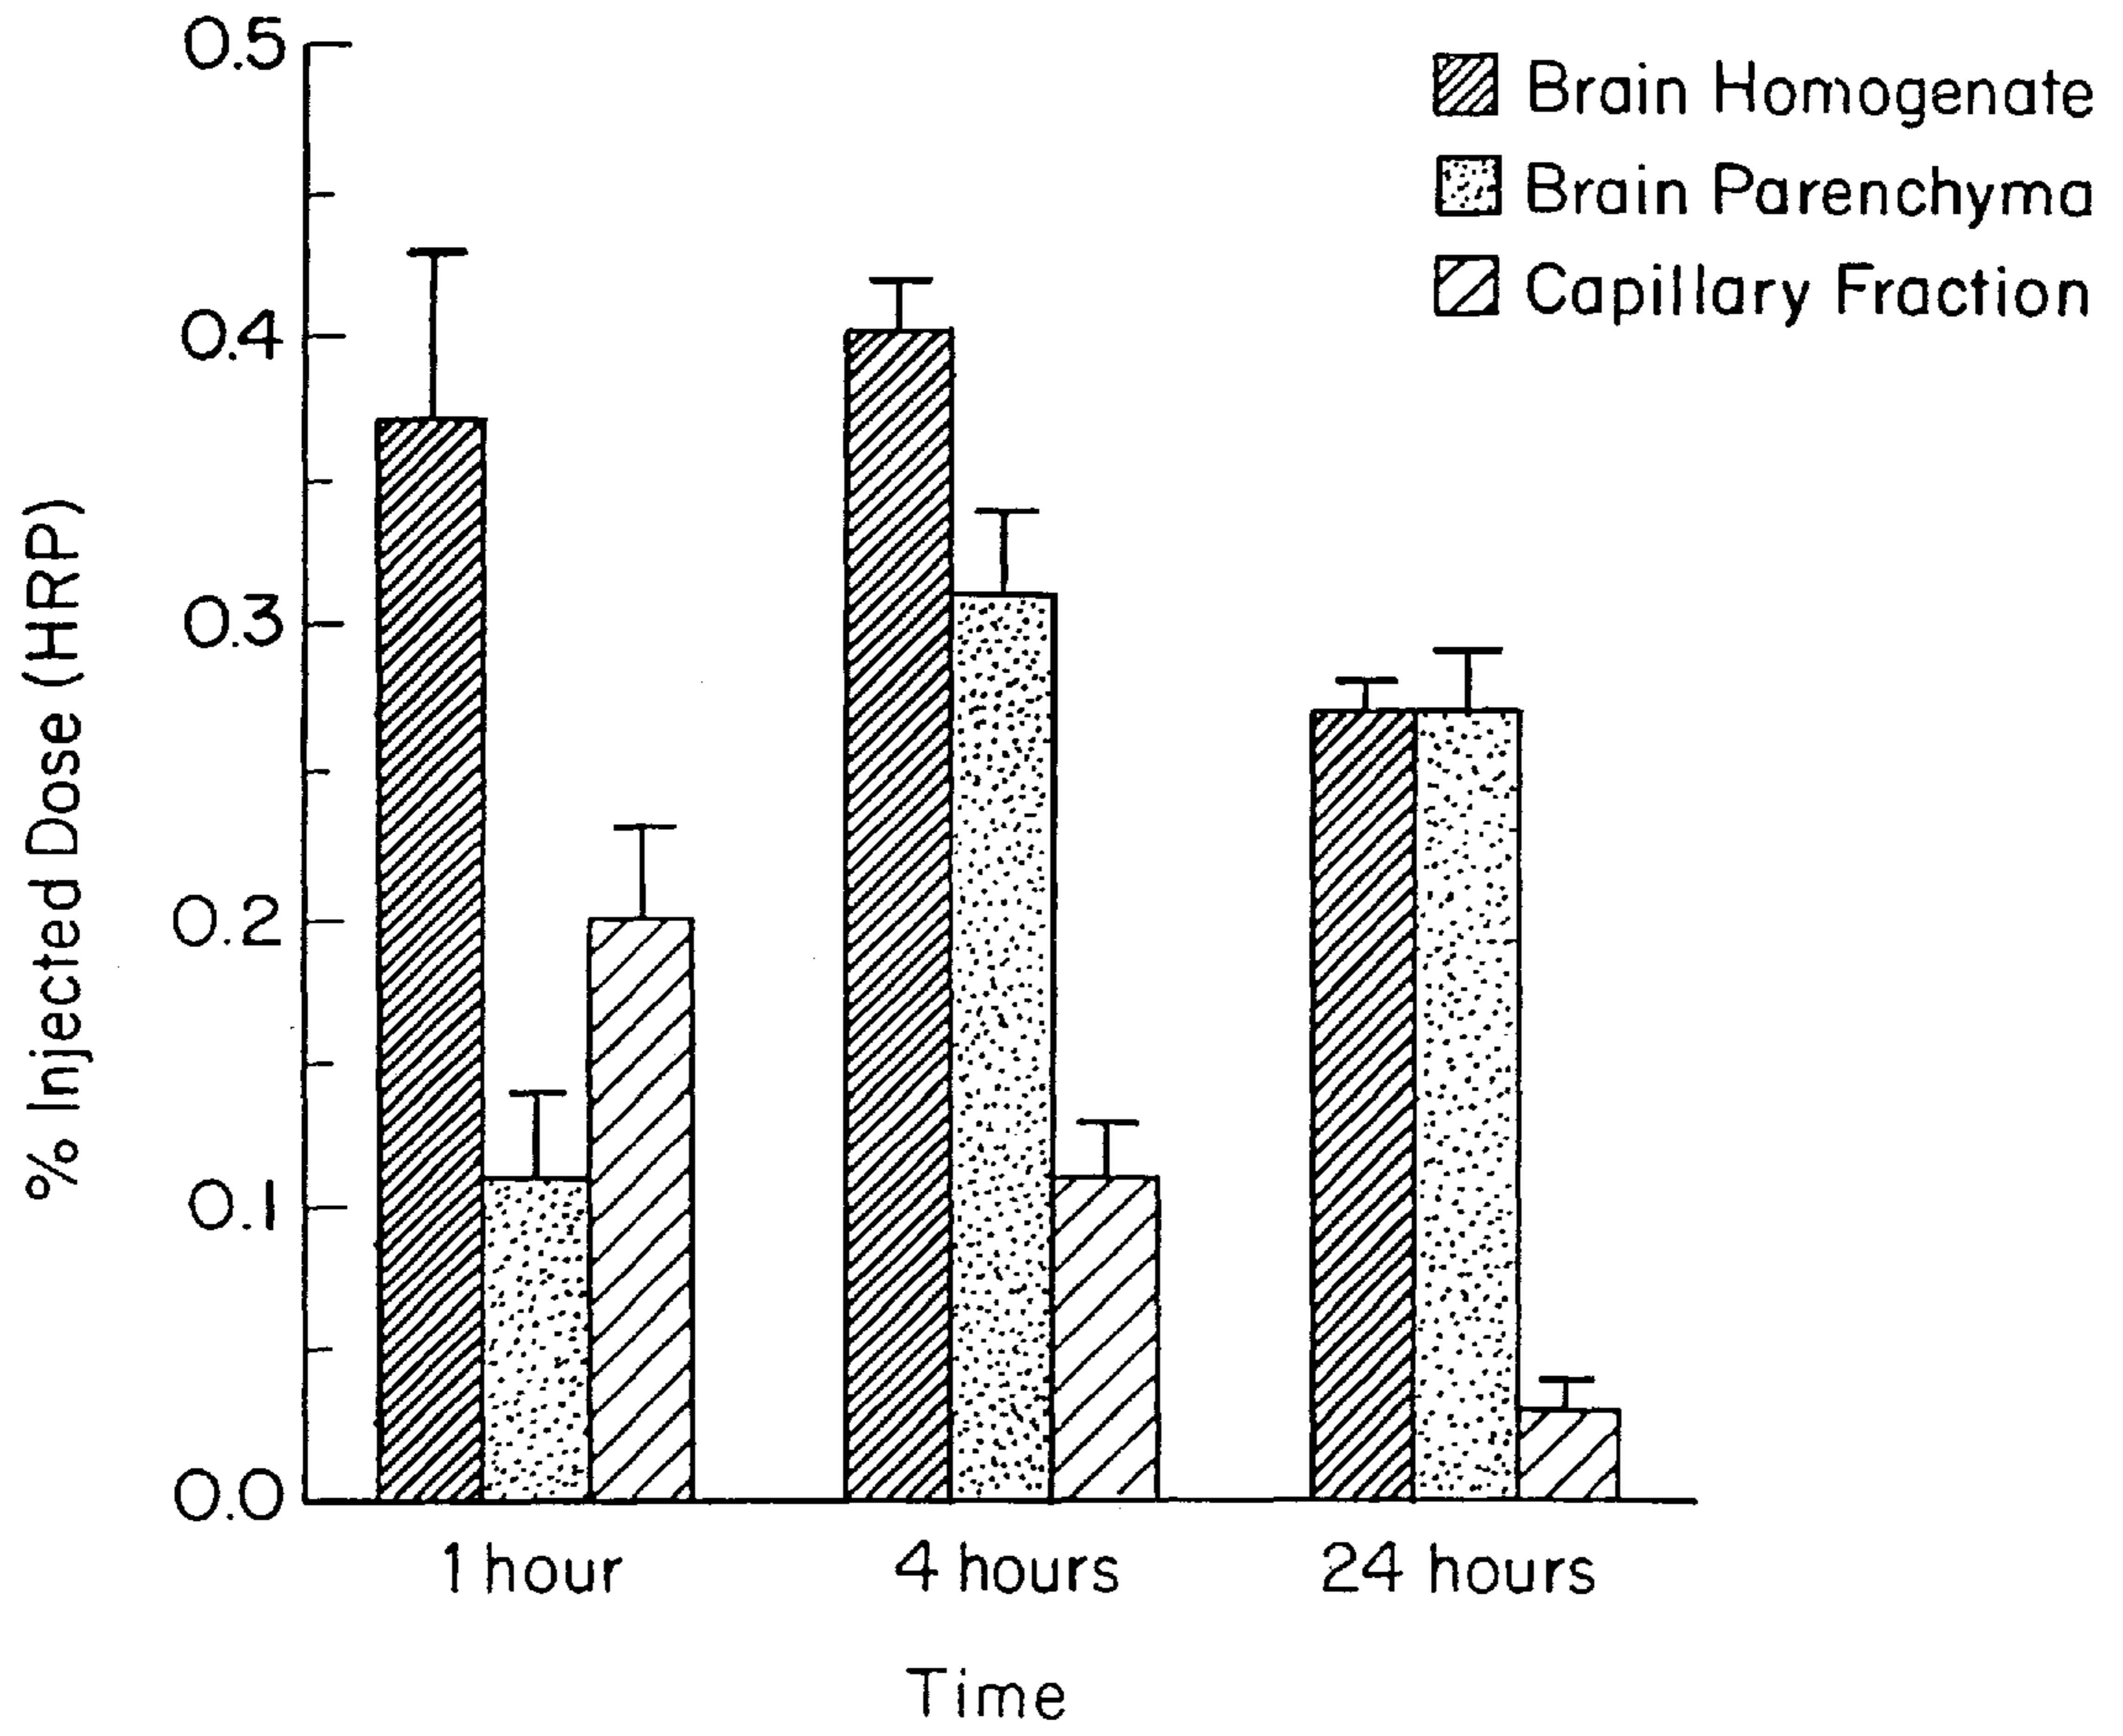 0.5
0.4
0.3
0.2
0.1
0.0
% Injected Dose (HRP)
Brain Homogenate
Brain Parenchyma
Capillary Fraction
1 hour
4 hours
24 hours
Time